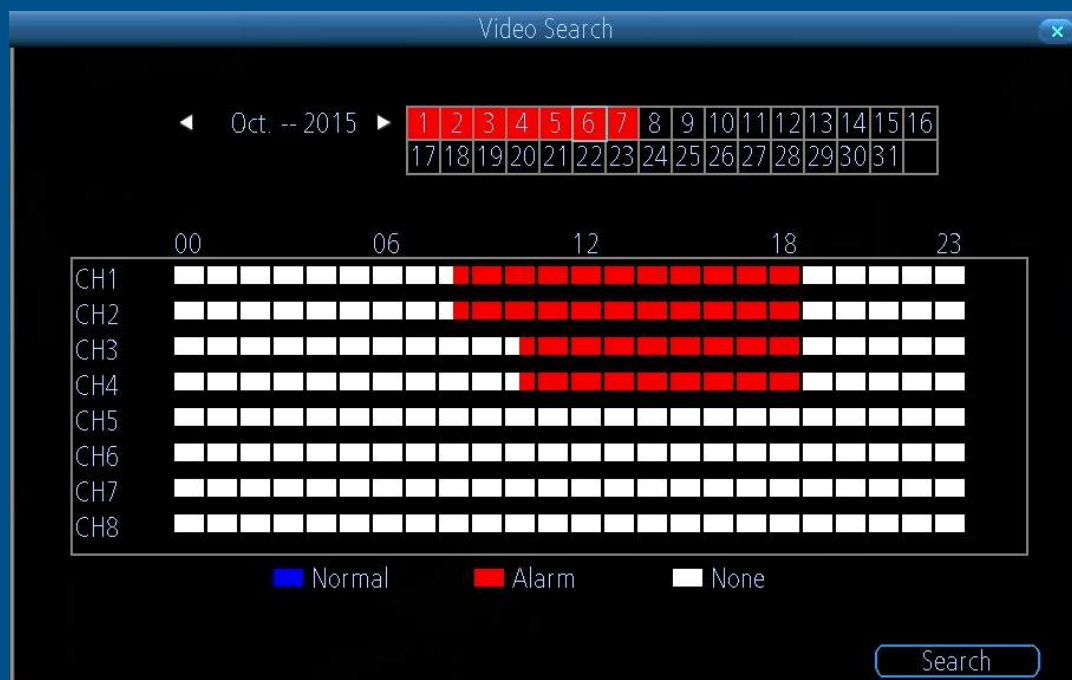 Video Search
Oct. -- 2015 1 2 3 4 5 6 7 8 9 10 11 12 13 14 15 16
17 18 19 20 21 22 23 24 25 26 27 28 29 30 31
00 06 12 18 23
CH1
CH2
CH3
CH4
CH5
CH6
CH7
CH8
Normal Alarm None
Search